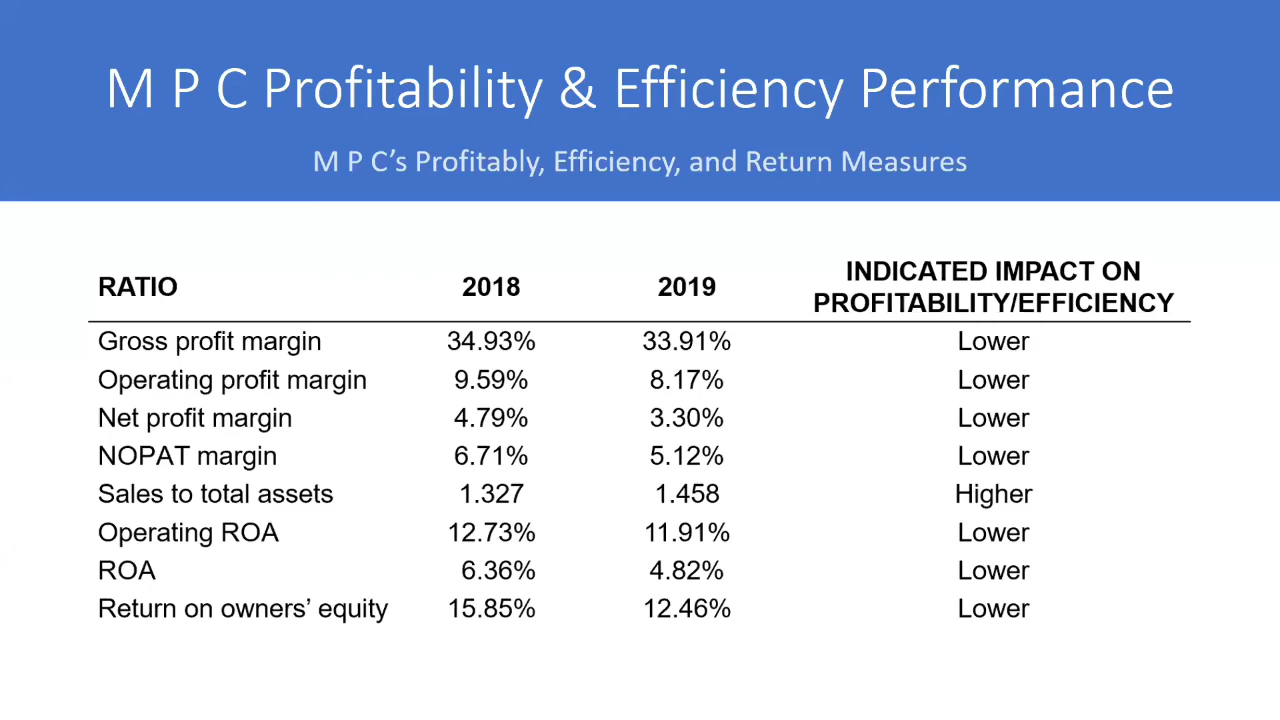 M P C Profitability & Efficiency Performance
M P C’s Profitably, Efficiency, and Return Measures
RATIO 2018 2019 INDICATED IMPACT ON PROFITABILITY/EFFICIENCY
Gross profit margin 34.93% 33.91% Lower
Operating profit margin 9.59% 8.17% Lower
Net profit margin 4.79% 3.30% Lower
NOPAT margin 6.71% 5.12% Lower
Sales to total assets 1.327 1.458 Higher
Operating ROA 12.73% 11.91% Lower
ROA 6.36% 4.82% Lower
Return on owners’ equity 15.85% 12.46% Lower